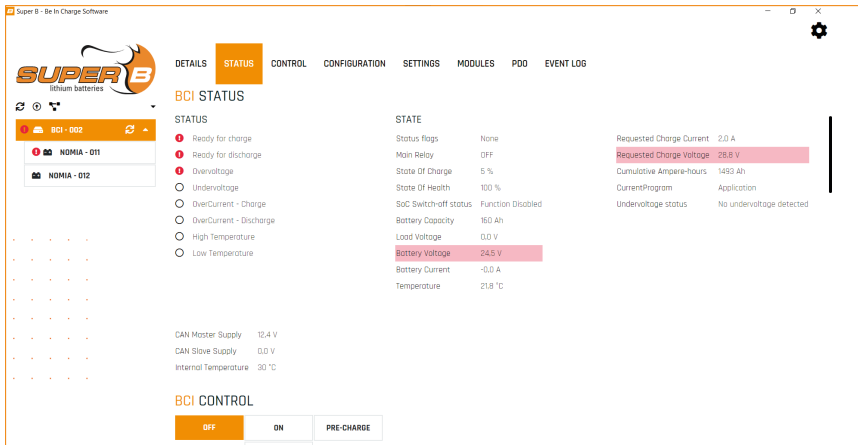 Super B - Be In Charge Software
SUPER B
lithium batteries
DETAILS STATUS CONTROL CONFIGURATION SETTINGS MODULES PDO EVENT LOG
BCI - 002
NOMIA - 011
NOMIA - 012
BCI STATUS
STATUS
Ready for charge
Ready for discharge
Overvoltage
Undervoltage
OverCurrent - Charge
OverCurrent - Discharge
High Temperature
Low Temperature
STATE
Status flags None
Main Relay OFF
State Of Charge 5 %
State Of Health 100 %
SoC Switch-off status Function Disabled
Battery Capacity 160 Ah
Load Voltage 0.0 V
Battery Voltage 24.5 V
Battery Current -0.0 A
Temperature 21.8 °C
Requested Charge Current 2.0 A
Requested Charge Voltage 28.8 V
Cumulative Ampere-hours 1493 Ah
CurrentProgram Application
Undervoltage status No undervoltage detected
CAN Master Supply 12.4 V
CAN Slave Supply 0.0 V
Internal Temperature 30 °C
BCI CONTROL
OFF ON PRE-CHARGE